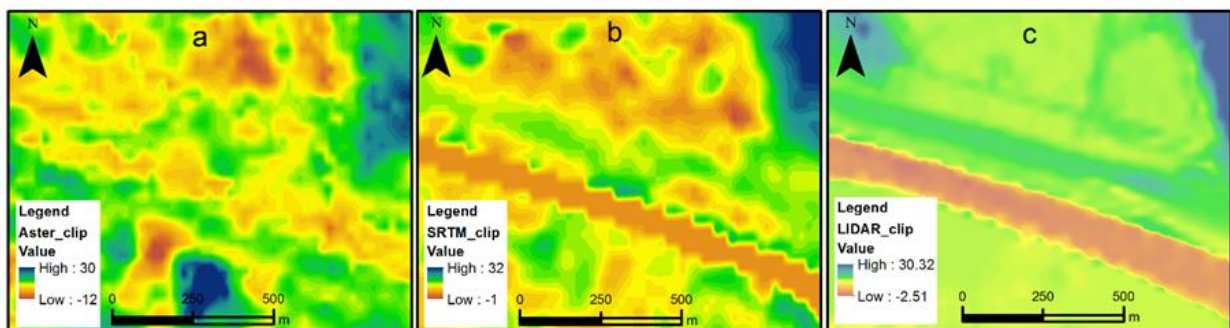 N
a
Legend
Aster_clip
Value
High : 30
Low : -12
0 250 500
m
N
b
Legend
SRTM_clip
Value
High : 32
Low : -1
0 250 500
m
N
c
Legend
LIDAR_clip
Value
High : 30.32
Low : -2.51
0 250 500
m